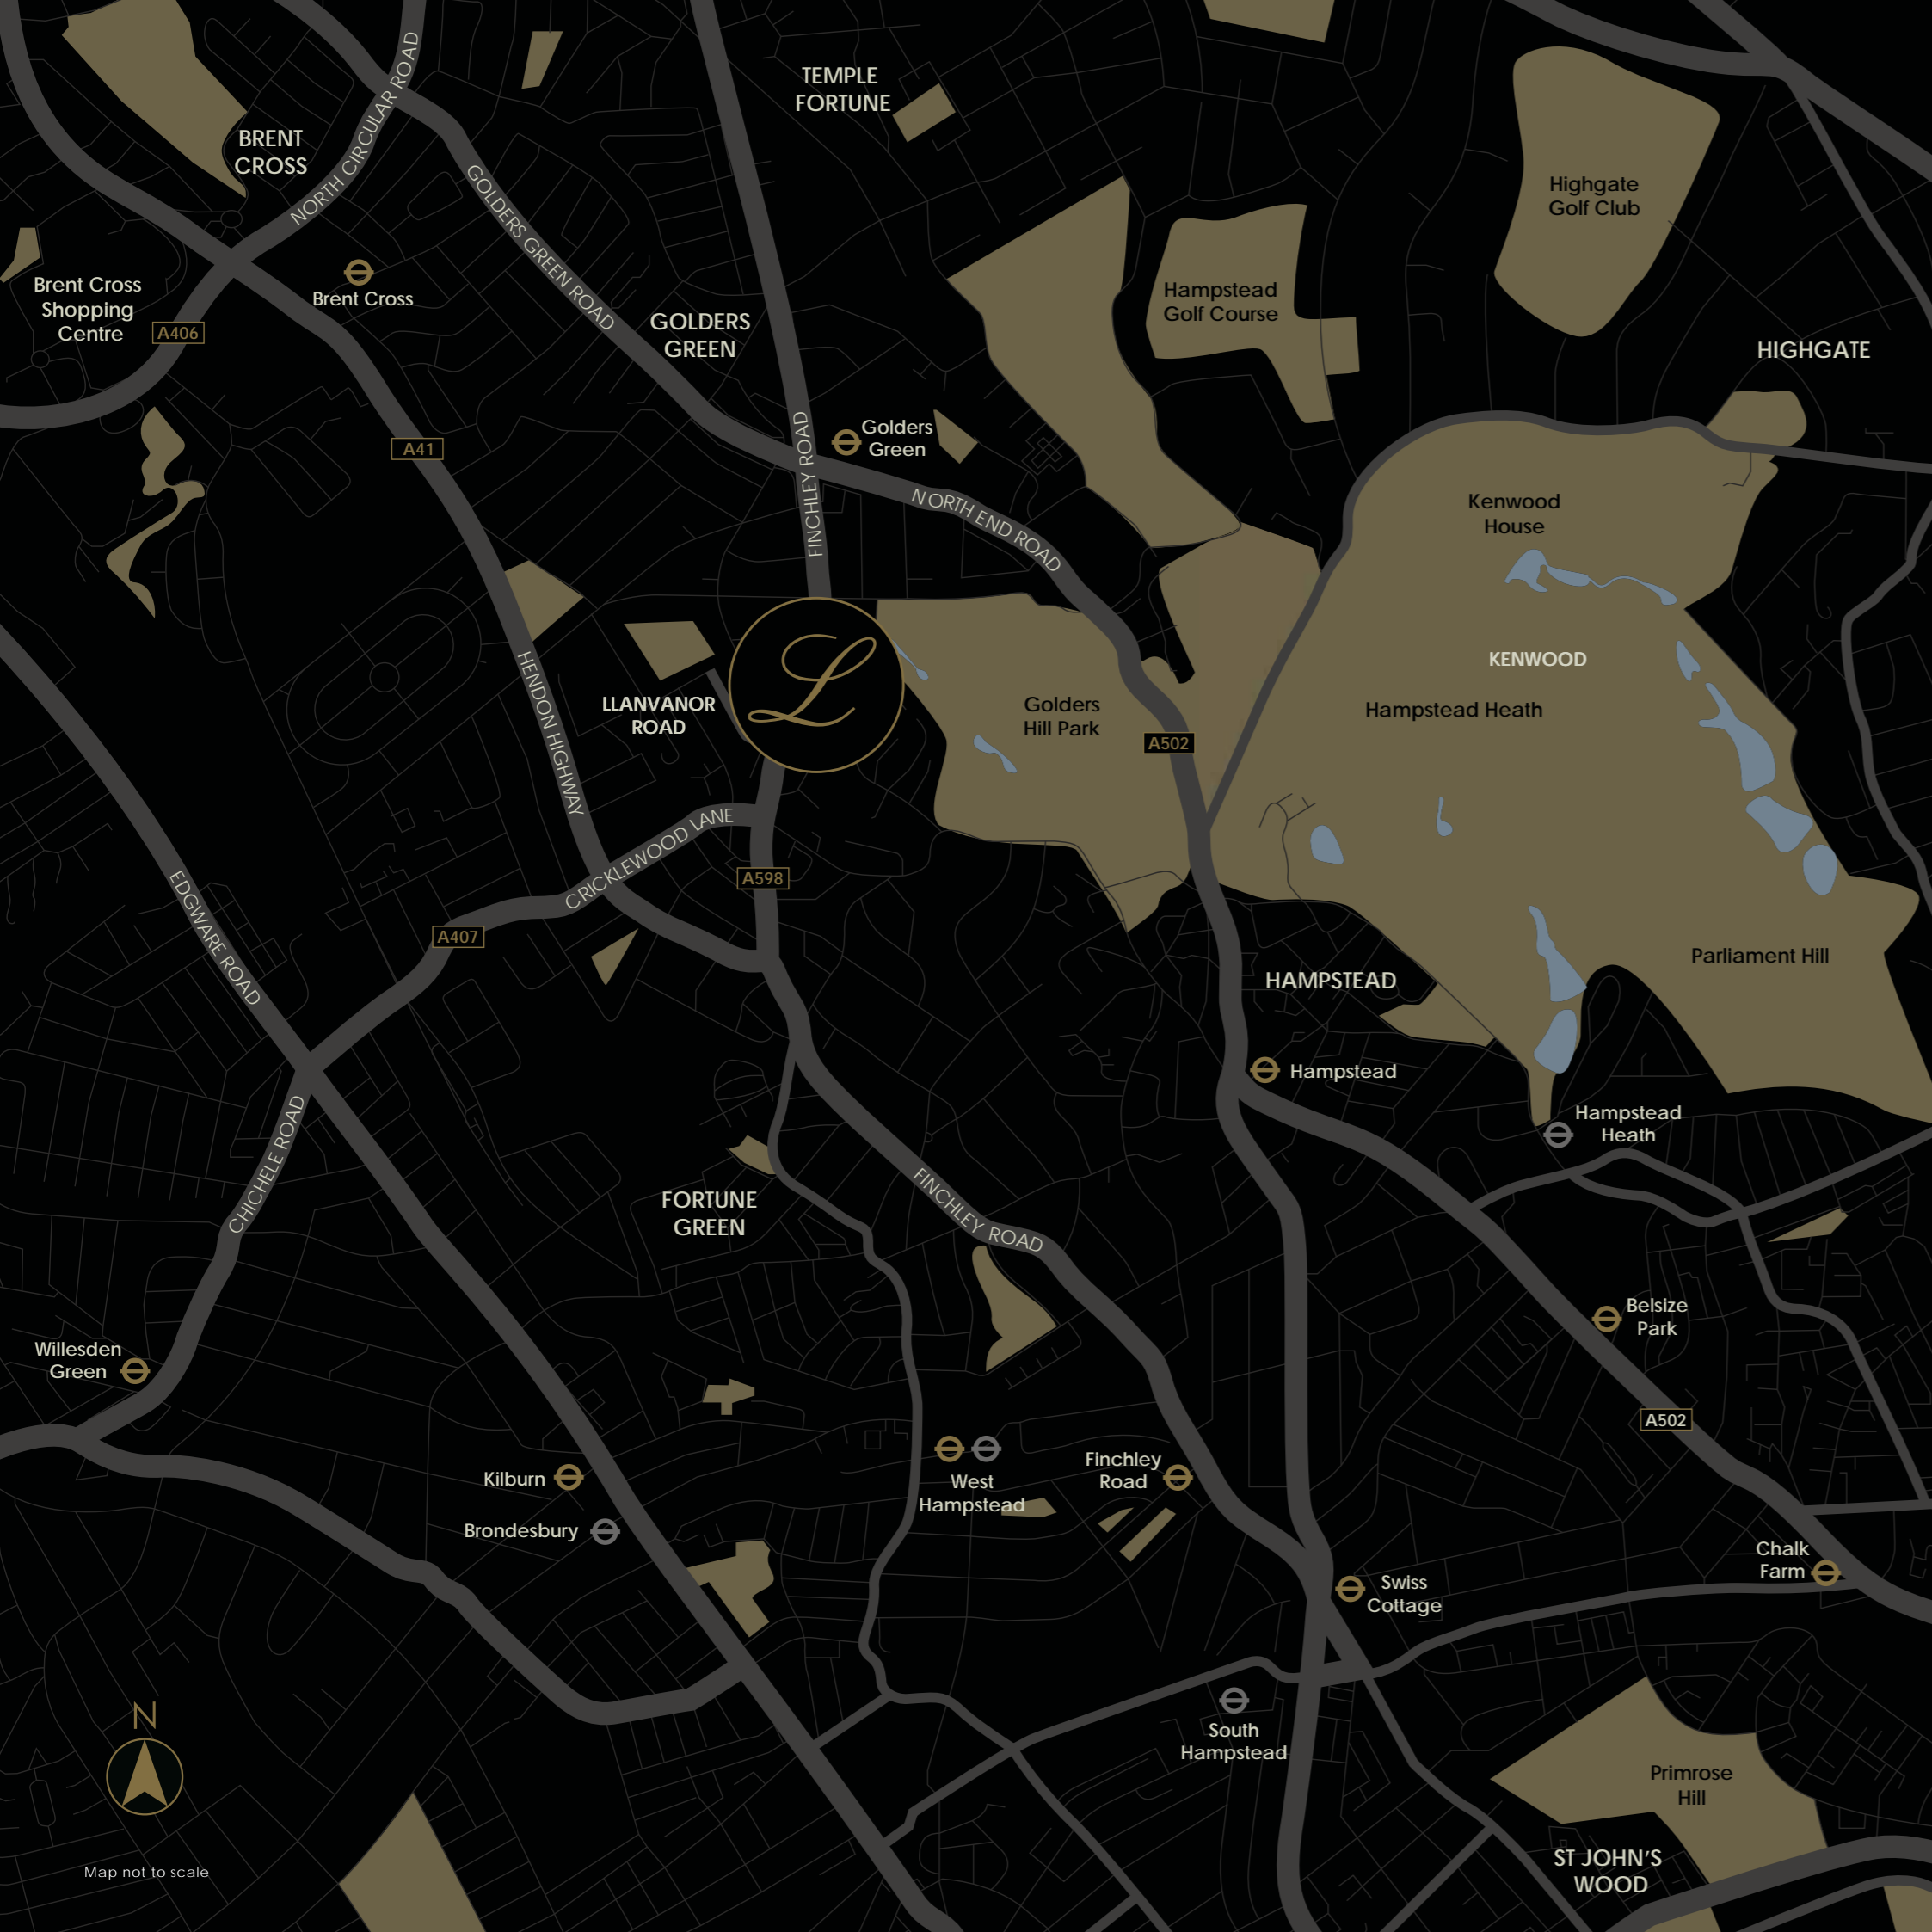 TEMPLE
FORTUNE
BRENT
CROSS
NORTH CIRCULAR ROAD
GOLDERS GREEN ROAD
Highgate
Golf Club
Brent Cross
Shopping
Centre
Brent Cross
A406
Hampstead
Golf Course
GOLDERS
GREEN
HIGHGATE
A41
FINCHLEY ROAD
Golders
Green
NORTH END ROAD
Kenwood
House
KENWOOD
L
LLANVANOR
ROAD
HENDON HIGHWAY
Golders
Hill Park
Hampstead Heath
A502
CRICKLEWOOD LANE
A598
EDGWARE ROAD
A407
Parliament Hill
HAMPSTEAD
Hampstead
Hampstead
Heath
CHICHELE ROAD
FORTUNE
GREEN
FINCHLEY ROAD
Belsize
Park
Willesden
Green
A502
Kilburn
West
Hampstead
Finchley
Road
Brondesbury
Chalk
Farm
Swiss
Cottage
South
Hampstead
N
Primrose
Hill
ST JOHN'S
WOOD
Map not to scale